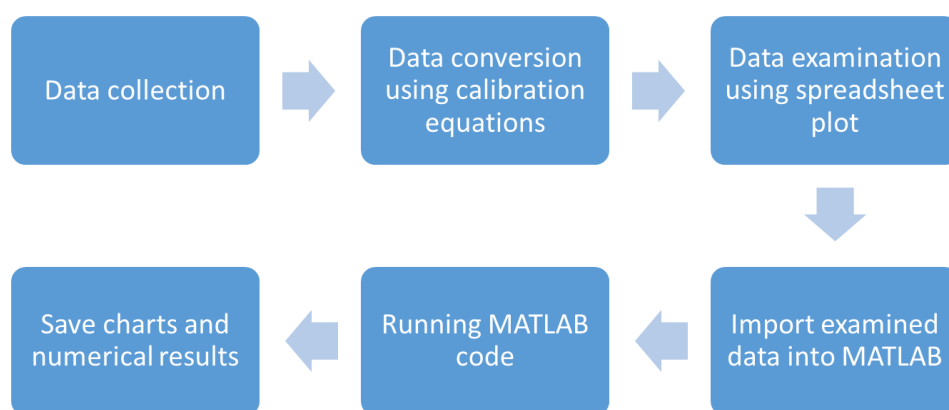 Data collection
Data conversion
using calibration
equations
Data examination
using spreadsheet
plot
Import examined
data into MATLAB
Running MATLAB
code
Save charts and
numerical results